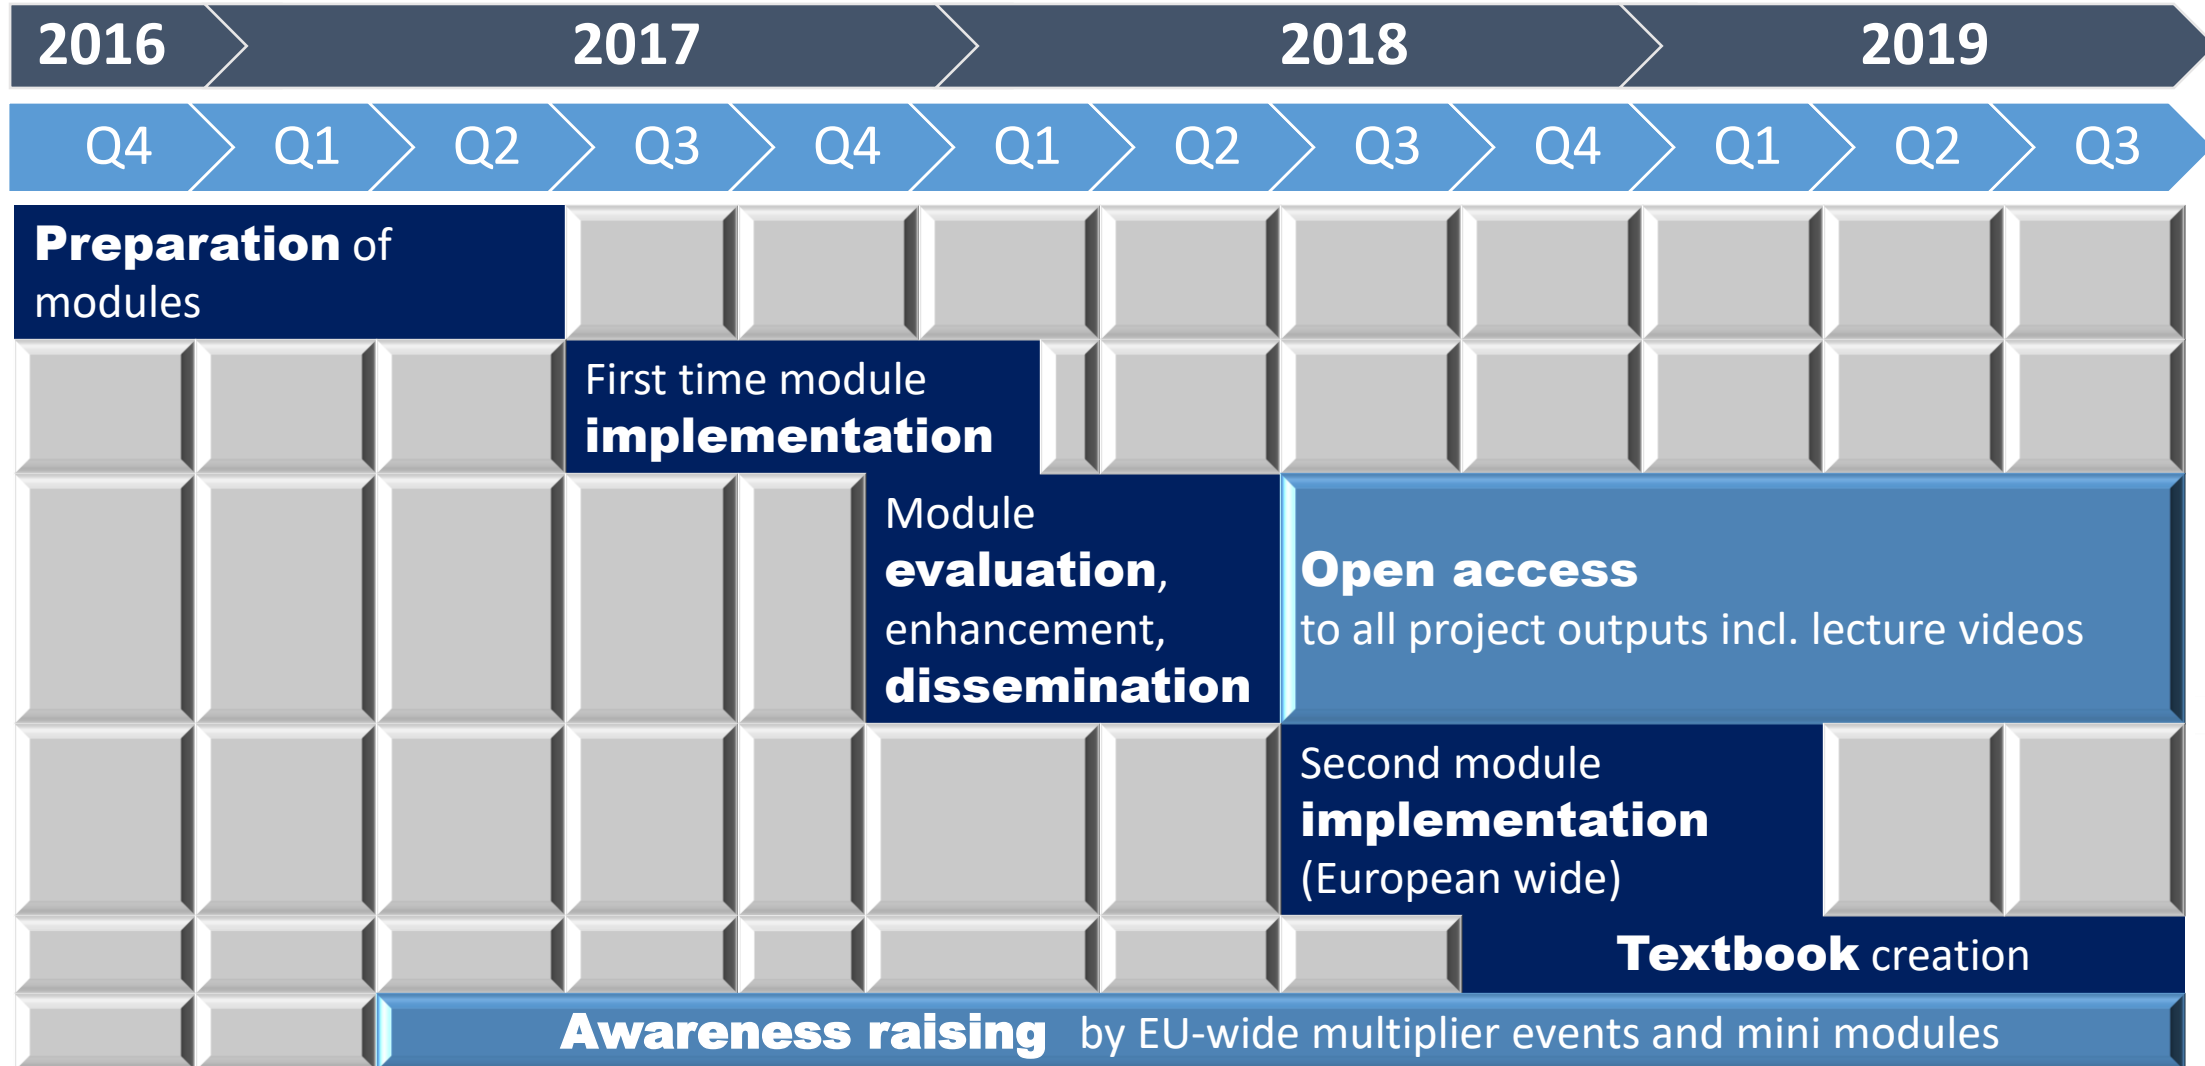 2016 2017 2018 2019
Q4 Q1 Q2 Q3 Q4 Q1 Q2 Q3 Q4 Q1 Q2 Q3
Preparation of
modules
First time module
implementation
Module
evaluation,
enhancement,
dissemination
Open access
to all project outputs incl. lecture videos
Second module
implementation
(European wide)
Textbook creation
Awareness raising by EU-wide multiplier events and mini modules